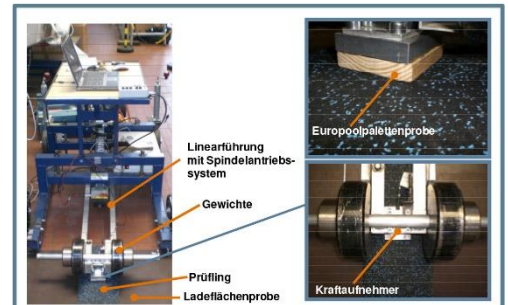 Linearführung
mit Spindelantriebs-
system
Gewichte
Prüfling
Ladeflächenprobe
Europoolpalettenprobe
Kraftaufnehmer